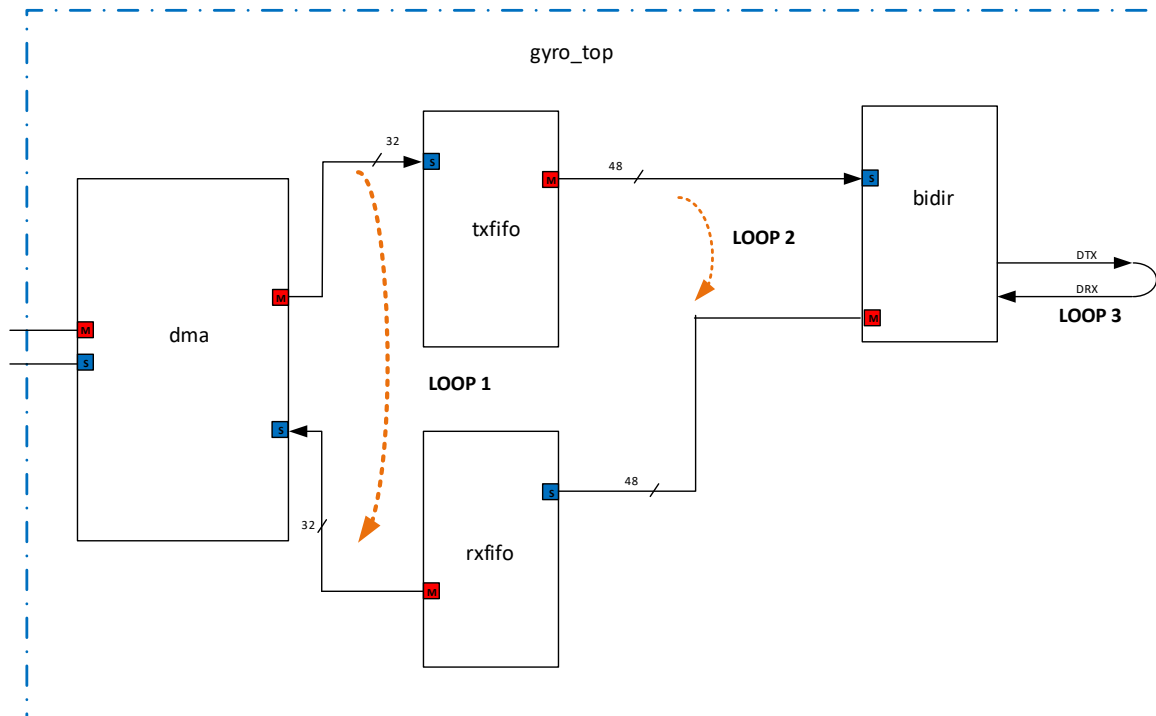 gyro_top
32
S
48
M
S
txfifo
bidir
LOOP 2
DTX
M
DRX
LOOP 3
M
dma
M
S
LOOP 1
S
48
S
32
rxfifo
M